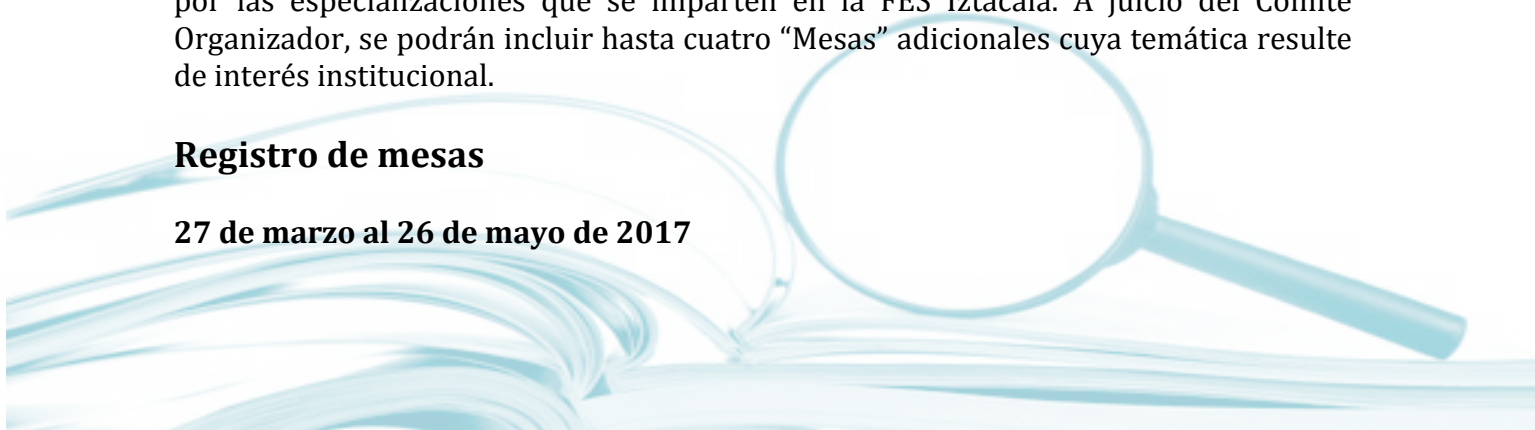 por las especializaciones que se imparten en la FES Iztacala. A juicio del Comité
Organizador, se podrán incluir hasta cuatro “Mesas” adicionales cuya temática resulte
de interés institucional.
Registro de mesas
27 de marzo al 26 de mayo de 2017